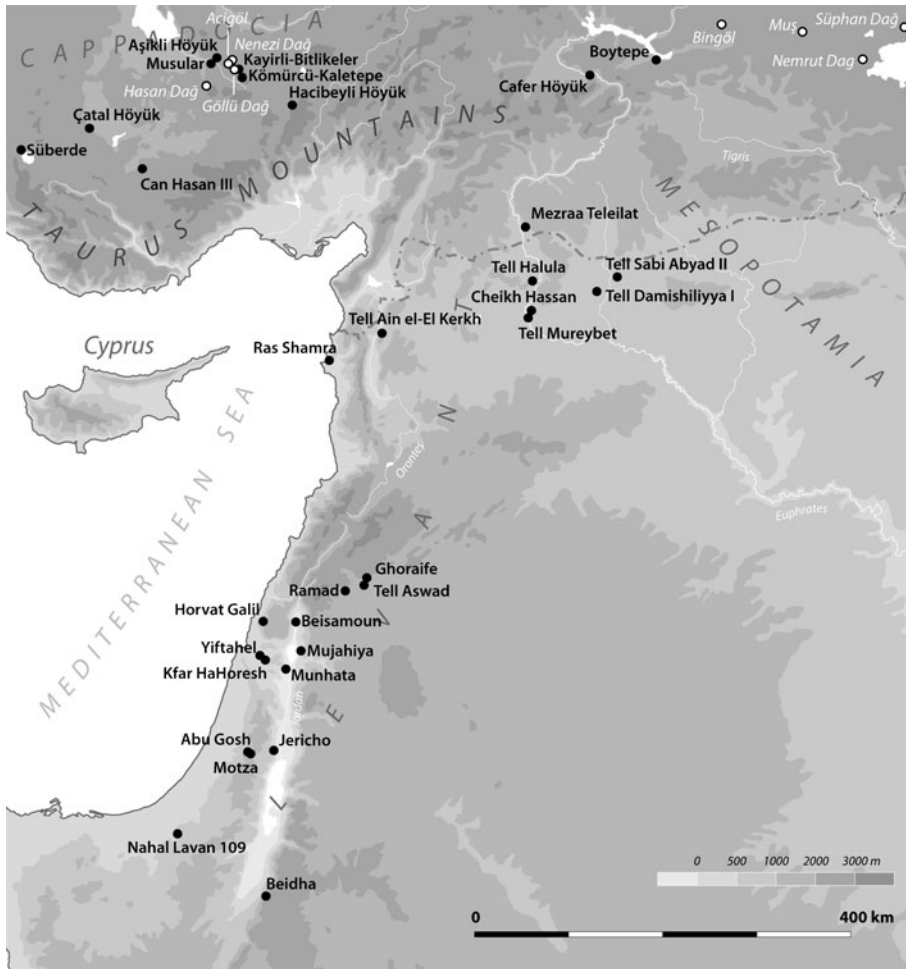 CAPPADOCIA
Acigöl
Bingöl
Muş
Süphan Dağ
Aşikli Höyük
Nenezi Dağ
Boytepe
Musular
Kayirli-Bitlikeler
Nemrut Dag
Kömürcü-Kaletepe
Cafer Höyük
Hasan Dağ
Hacibeyli Höyük
Göllü Dağ
Çatal Höyük
Süberde
Tigris
Can Hasan III
TAURUS MOUNTAINS
MESOPOTAMIA
Mezraa Teleilat
Tell Halula
Tell Sabi Abyad II
Cheikh Hassan
Tell Damishiliyya I
Tell Ain el-El Kerkh
Tell Mureybet
Cyprus
Ras Shamra
MEDITERRANEAN SEA
LEVANT
Orontes
Euphrates
Ghoraife
Ramad
Tell Aswad
Horvat Galil
Beisamoun
Yiftahel
Mujahiya
Kfar HaHoresh
Munhata
Jordan
Abu Gosh
Jericho
Motza
Nahal Lavan 109
0 500 1000 2000 3000 m
Beidha
0 400 km